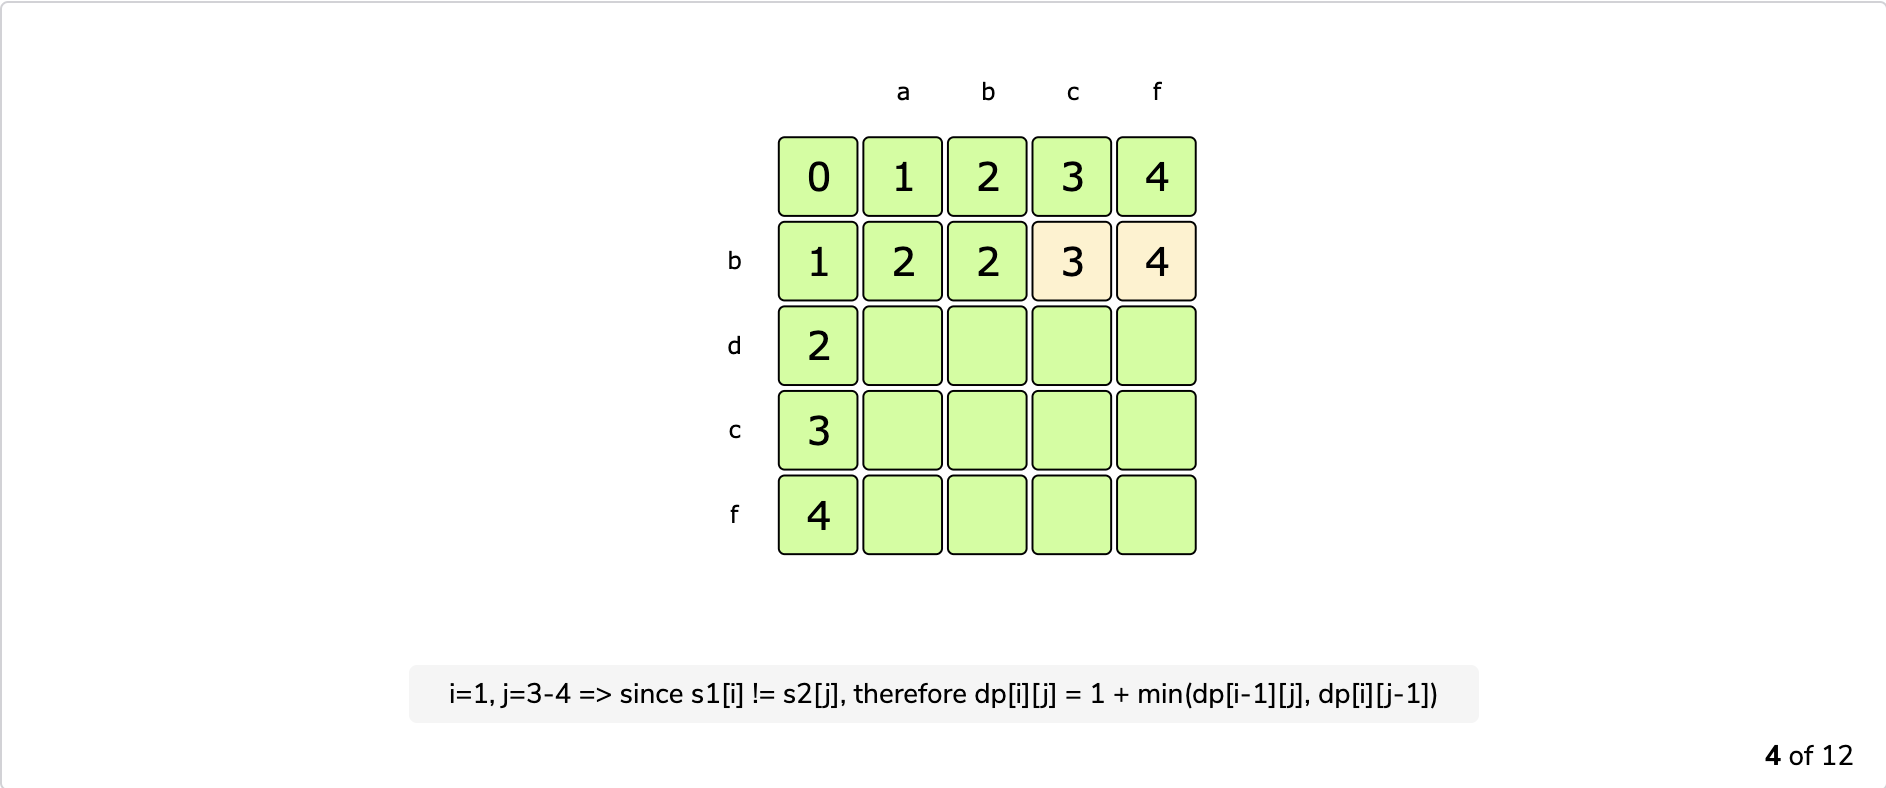 a b c f
0 1 2 3 4
b 1 2 2 3 4
d 2
c 3
f 4
i=1, j=3-4 => since s1[i] != s2[j], therefore dp[i][j] = 1 + min(dp[i-1][j], dp[i][j-1])
4 of 12